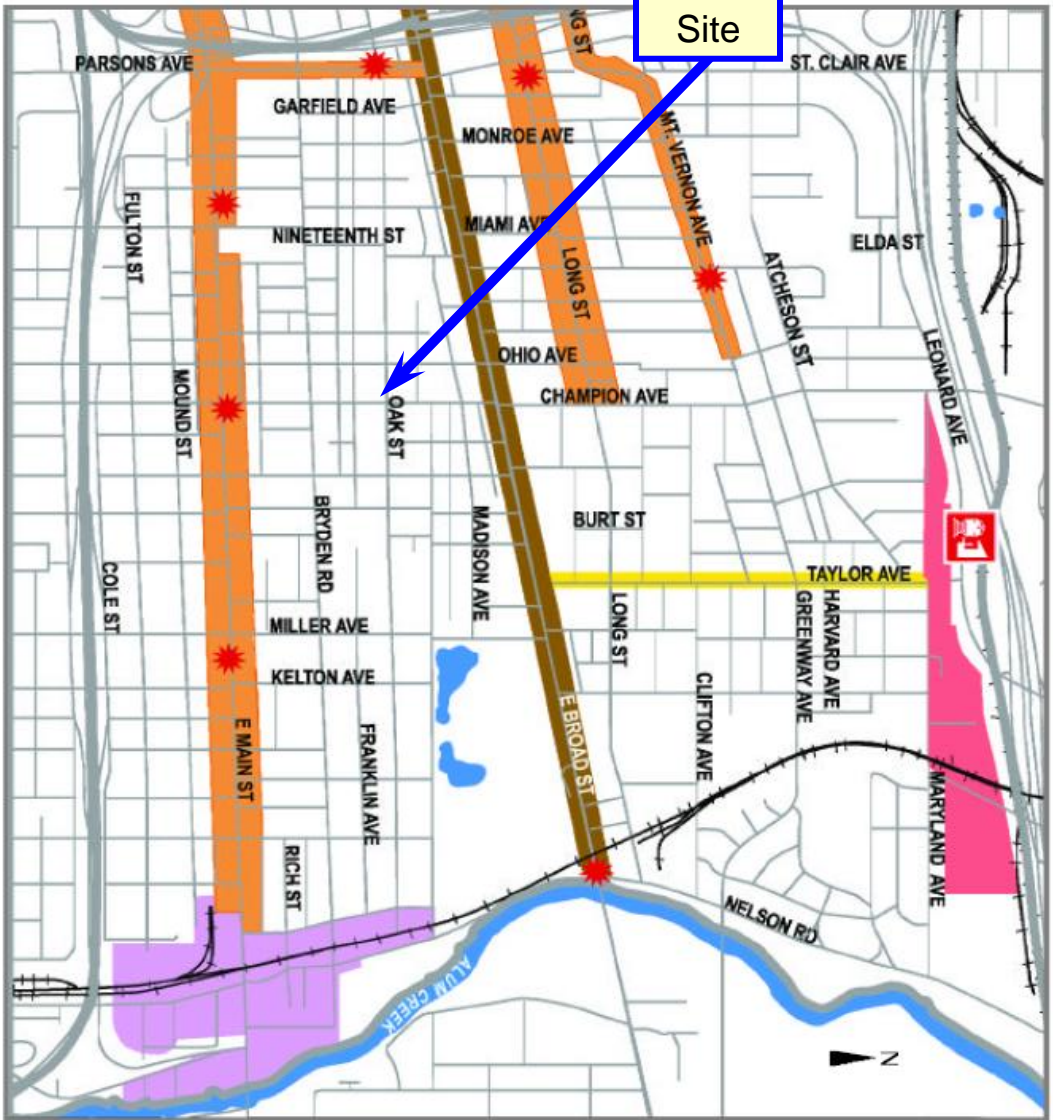 Site
NG ST
PARSONS AVE
ST. CLAIR AVE
GARFIELD AVE
MONROE AVE
MT. VERNON AVE
FULTON ST
MIAMI AVE
NINETEENTH ST
ELDA ST
LONG ST
ATCHESON ST
OHIO AVE
LEONARD AVE
CHAMPION AVE
MOUND ST
OAK ST
BRYDEN RD
MADISON AVE
BURT ST
COLE ST
TAYLOR AVE
MILLER AVE
LONG ST
GREENWAY AVE
HARVARD AVE
KELTON AVE
CLIFTON AVE
E MAIN ST
FRANKLIN AVE
E BROAD ST
MARYLAND AVE
RICH ST
NELSON RD
ALUM CREEK
N